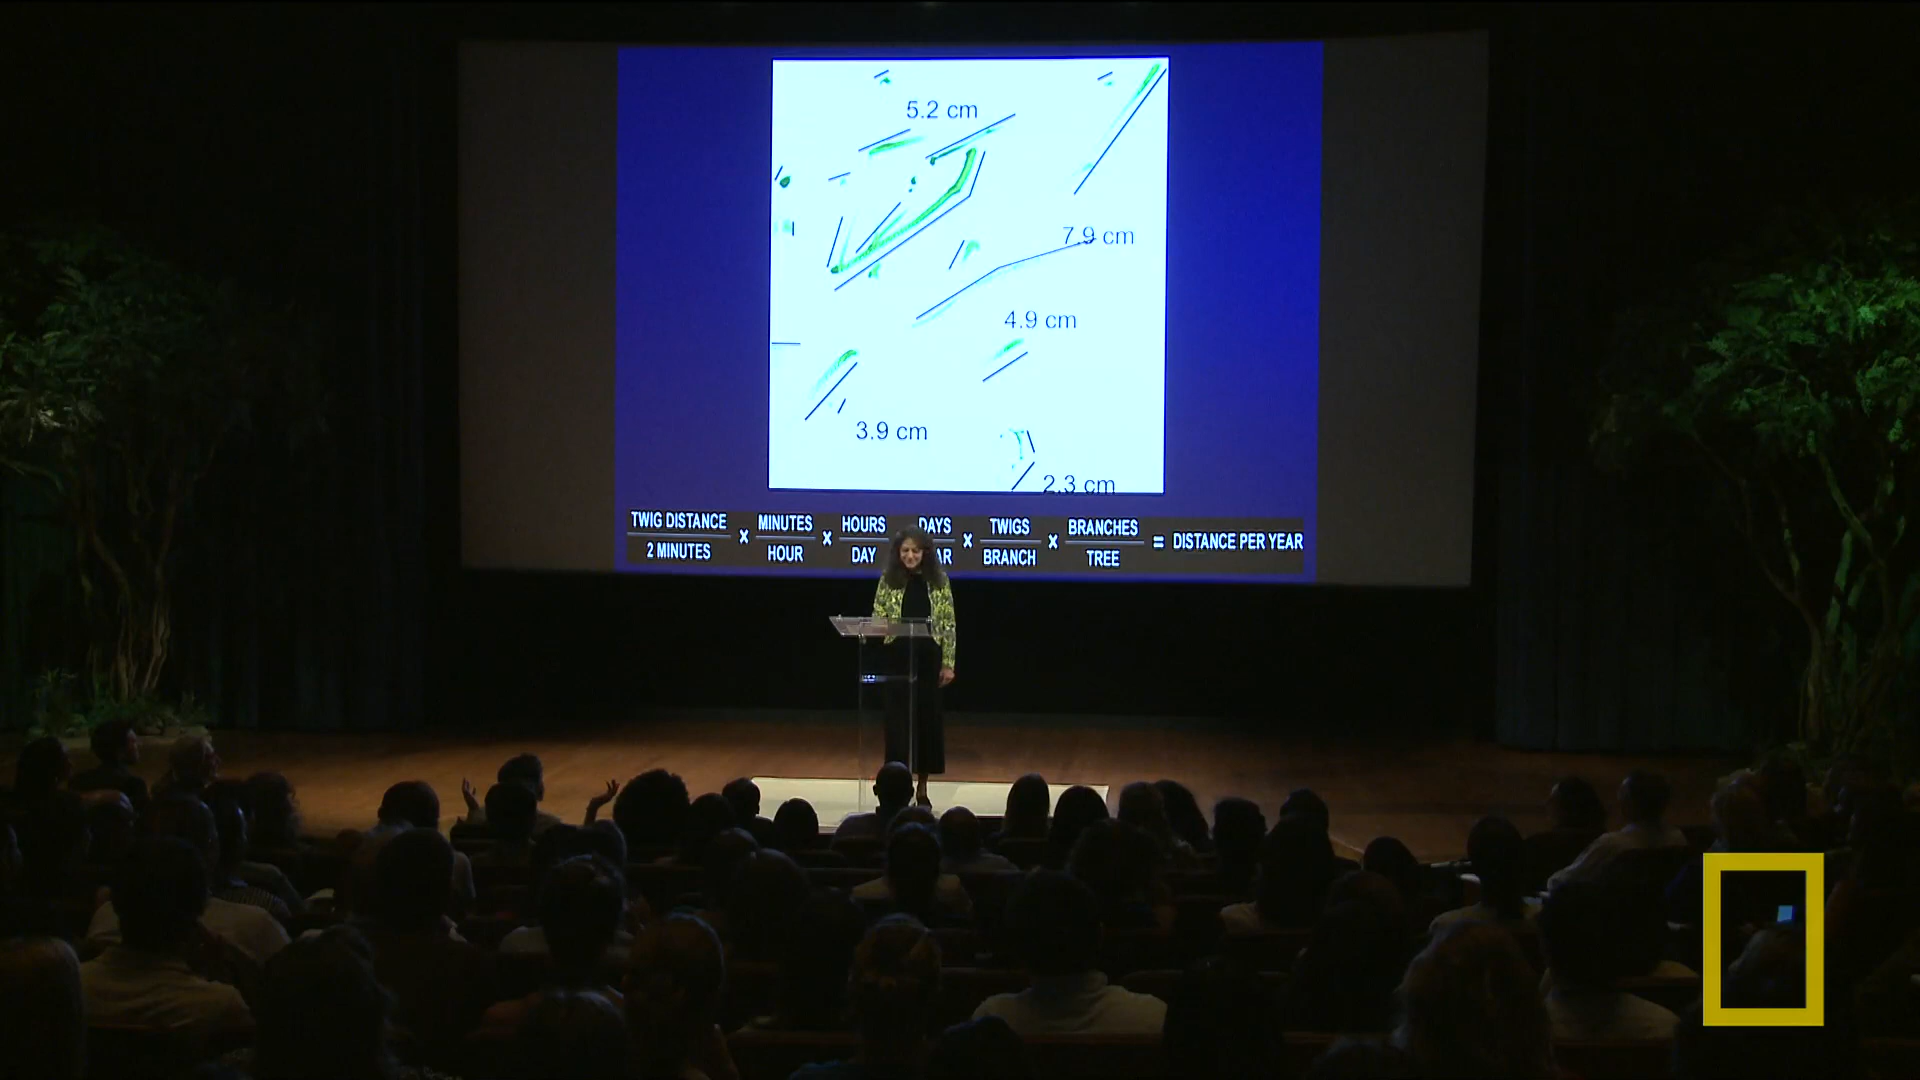 5.2 cm
7.9 cm
4.9 cm
3.9 cm
2.3 cm
TWIG DISTANCE
2 MINUTES
x
MINUTES
HOUR
x
HOURS
DAY
DAYS
AR
x
TWIGS
BRANCH
x
BRANCHES
TREE
= DISTANCE PER YEAR